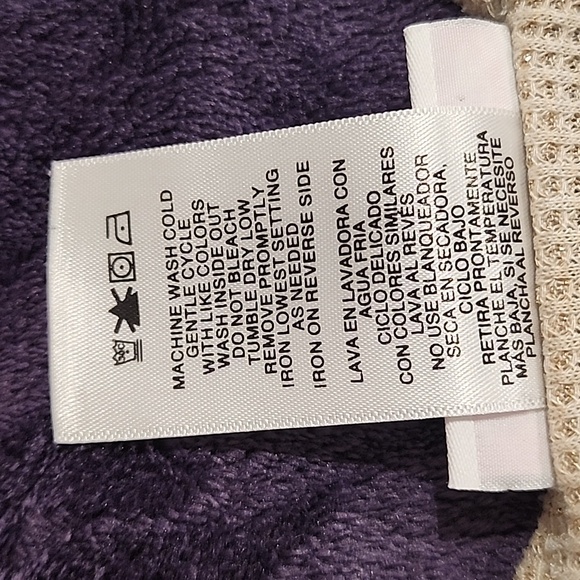 MACHINE WASH COLD
GENTLE CYCLE
WITH LIKE COLORS
WASH INSIDE OUT
DO NOT BLEACH
TUMBLE DRY LOW
REMOVE PROMPTLY
IRON LOWEST SETTING
AS NEEDED
IRON ON REVERSE SIDE
LAVA EN LAVADORA CON
AGUA FRIA
CICLO DELICADO
CON COLORES SIMILARES
LAVA AL REVÉS
NO USE BLANQUEADOR
SECA EN SECADORA,
CICLO BAJO
RETIRA PRONTAMENTE
PLANCHE EL TEMPERATURA
MÁS BAJA, SI SE NECESITE
PLANCHA AL REVERSO